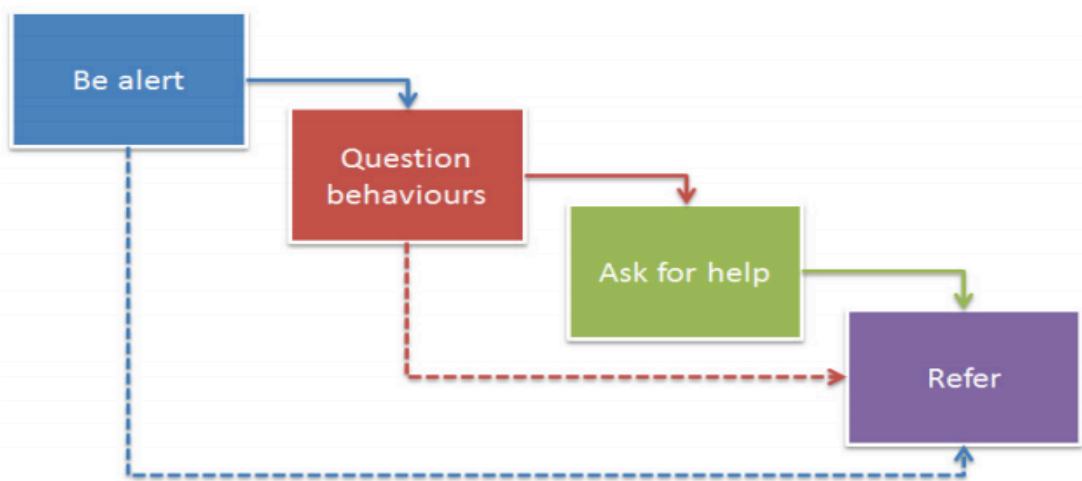 Be alert
Question
behaviours
Ask for help
Refer